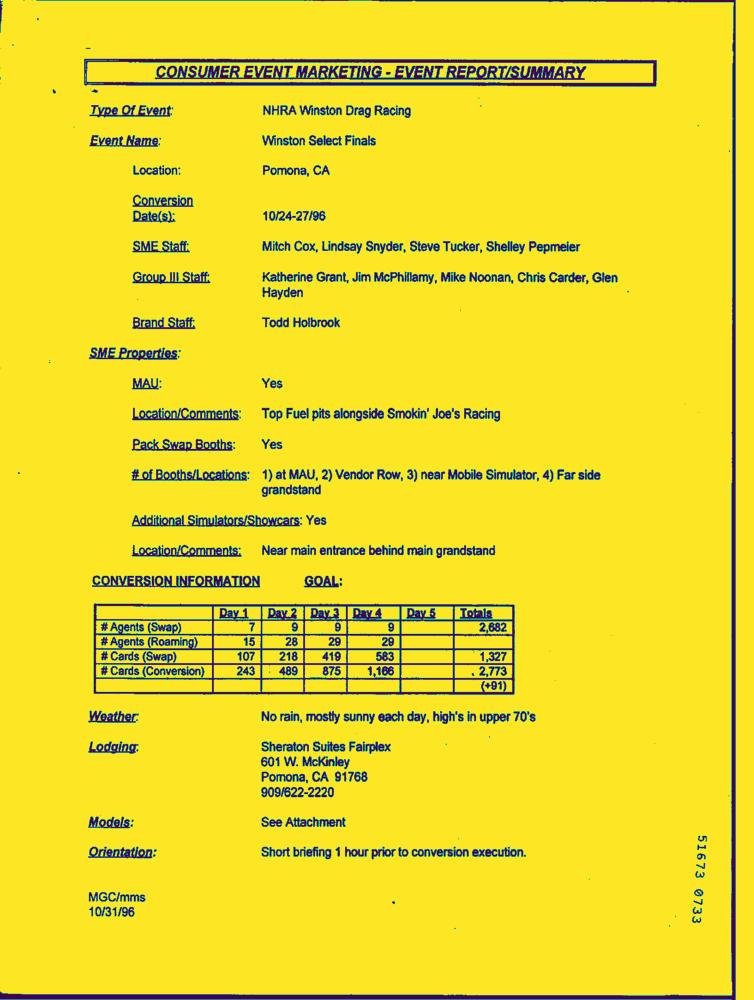 CONSUMER EVENT MARKETING - EVENT REPORT/SUMMARY
Type Of Event: NHRA Winston Drag Racing
Event Name: Winston Select Finals
Location: Pomona, CA
Conversion
Date(s): 10/24-27/96
SME Staff: Mitch Cox, Lindsay Snyder, Steve Tucker, Shelley Pepmeier
Group III Staff: Katherine Grant, Jim McPhillamy, Mike Noonan, Chris Carder, Glen
Hayden
Brand Staff: Todd Holbrook
SME Properties:
MAU: Yes
Location/Comments: Top Fuel pits alongside Smokin' Joe's Racing
Pack Swap Booths: Yes
# of Booths/Locations: 1) at MAU, 2) Vendor Row, 3) near Mobile Simulator, 4) Far side
grandstand
Additional Simulators/Showcars: Yes
Location/Comments: Near main entrance behind main grandstand
CONVERSION INFORMATION GOAL:
Day 1 Day 2 Day 3 Day 4 Day 5 Totals
# Agents (Swap) 7 9 9 9 2,682
# Agents (Roaming) 15 28 29 29
# Cards (Swap) 107 218 419 583 1,327
# Cards (Conversion) 243 489 875 1,166 2,773
(+91)
Weather: No rain, mostly sunny each day, high's in upper 70's
Lodging: Sheraton Suites Fairplex
601 W. McKinley
Pomona, CA 91768
909/622-2220
Models: See Attachment
Orientation: Short briefing 1 hour prior to conversion execution.
MGC/mms
10/31/96
51673 0733